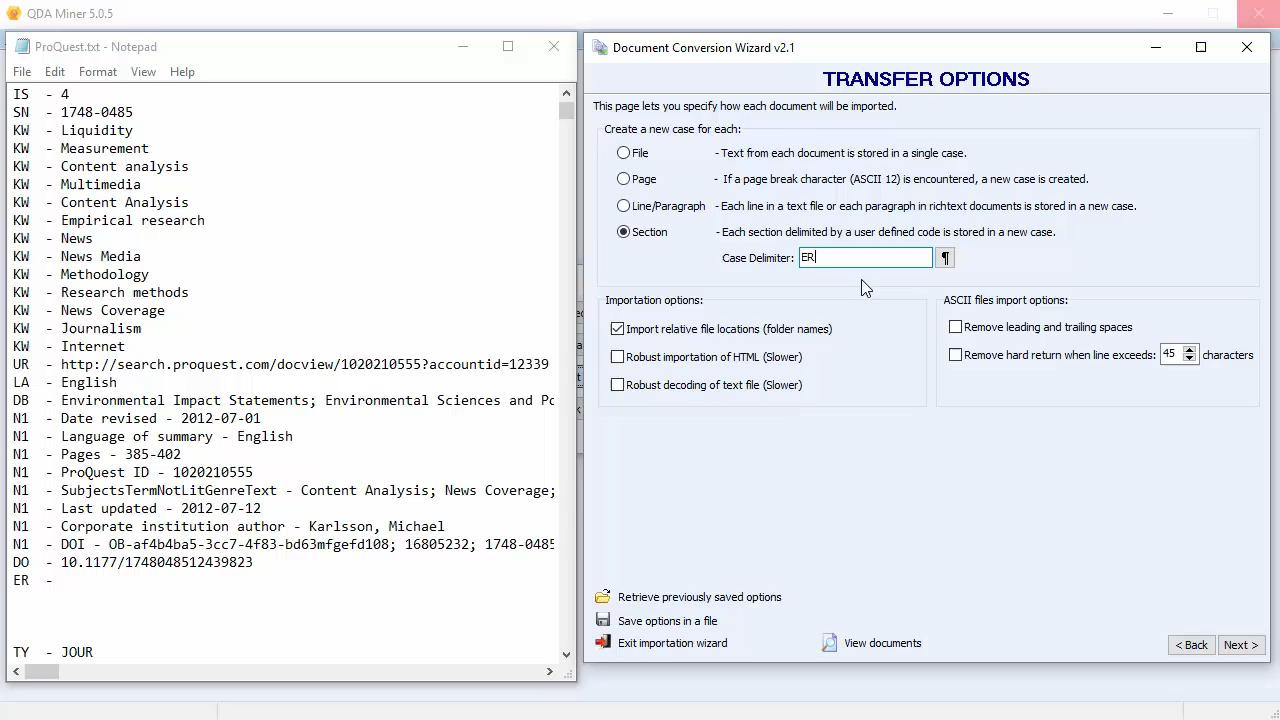 QDA Miner 5.0.5
ProQuest.txt - Notepad
File Edit Format View Help
IS - 4
SN - 1748-0485
KW - Liquidity
KW - Measurement
KW - Content analysis
KW - Multimedia
KW - Content Analysis
KW - Empirical research
KW - News
KW - News Media
KW - Methodology
KW - Research methods
KW - News Coverage
KW - Journalism
KW - Internet
UR - http://search.proquest.com/docview/1020210555?accountid=12339
LA - English
DB - Environmental Impact Statements; Environmental Sciences and Po
N1 - Date revised - 2012-07-01
N1 - Language of summary - English
N1 - Pages - 385-402
N1 - ProQuest ID - 1020210555
N1 - SubjectsTermNotLitGenreText - Content Analysis; News Coverage;
N1 - Last updated - 2012-07-12
N1 - Corporate institution author - Karlsson, Michael
N1 - DOI - OB-af4b4ba5-3cc7-4f83-bd63mfgefd108; 16805232; 1748-0485
DO - 10.1177/1748048512439823
ER -
TY - JOUR
Document Conversion Wizard v2.1
TRANSFER OPTIONS
This page lets you specify how each document will be imported.
Create a new case for each:
File - Text from each document is stored in a single case.
Page - If a page break character (ASCII 12) is encountered, a new case is created.
Line/Paragraph - Each line in a text file or each paragraph in richtext documents is stored in a new case.
Section - Each section delimited by a user defined code is stored in a new case.
Case Delimiter: ER ¶
Importation options:
Import relative file locations (folder names)
Robust importation of HTML (Slower)
Robust decoding of text file (Slower)
ASCII files import options:
Remove leading and trailing spaces
Remove hard return when line exceeds: 45 characters
Retrieve previously saved options
Save options in a file
Exit importation wizard
View documents
< Back Next >